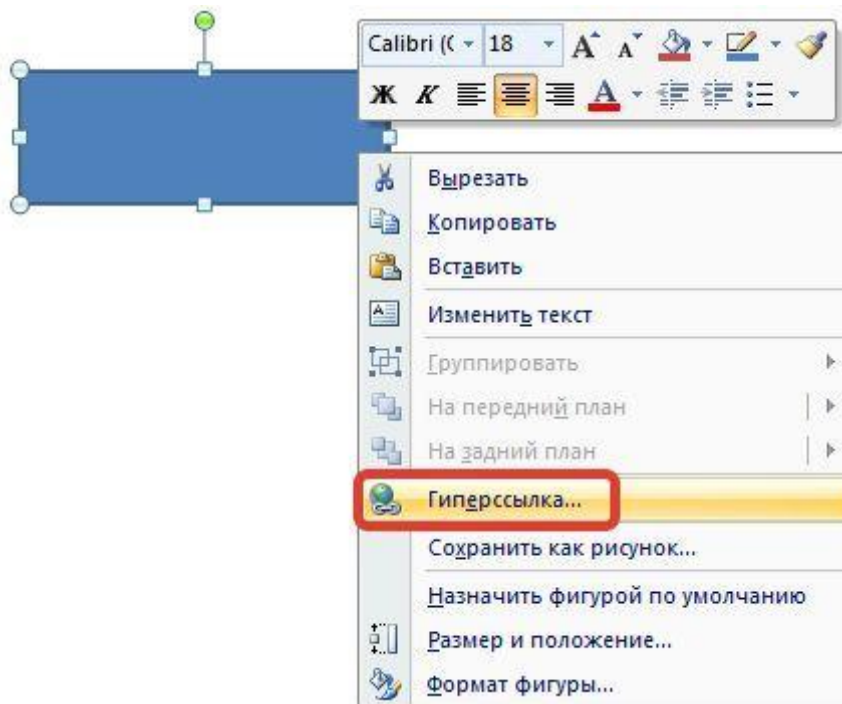 Calibri (( 18 A A
Ж К A
Вырезать
Копировать
Вставить
Изменить текст
Группировать
На передний план
На задний план
Гиперссылка...
Сохранить как рисунок...
Назначить фигурой по умолчанию
Размер и положение...
Формат фигуры...